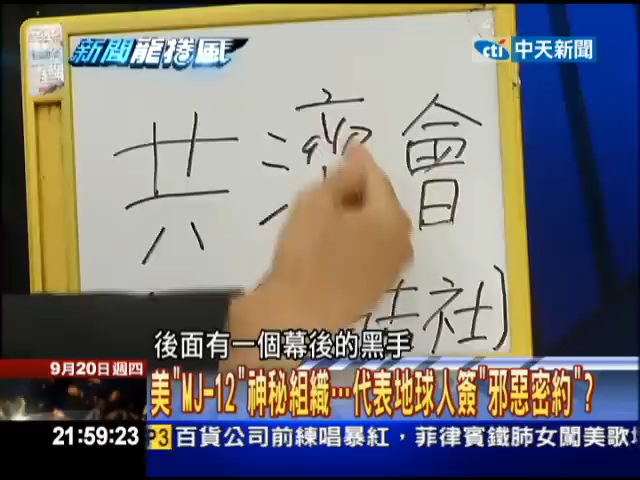 新聞龍捲風
cti 中天新聞
共濟會
社)
後面有一個幕後的黑手
9月20日週四
美"MJ-12"神秘組織…代表地球人簽"邪惡密約"?
21:59:23
P3 百貨公司前練唱暴紅，菲律賓鐵肺女闖美歌